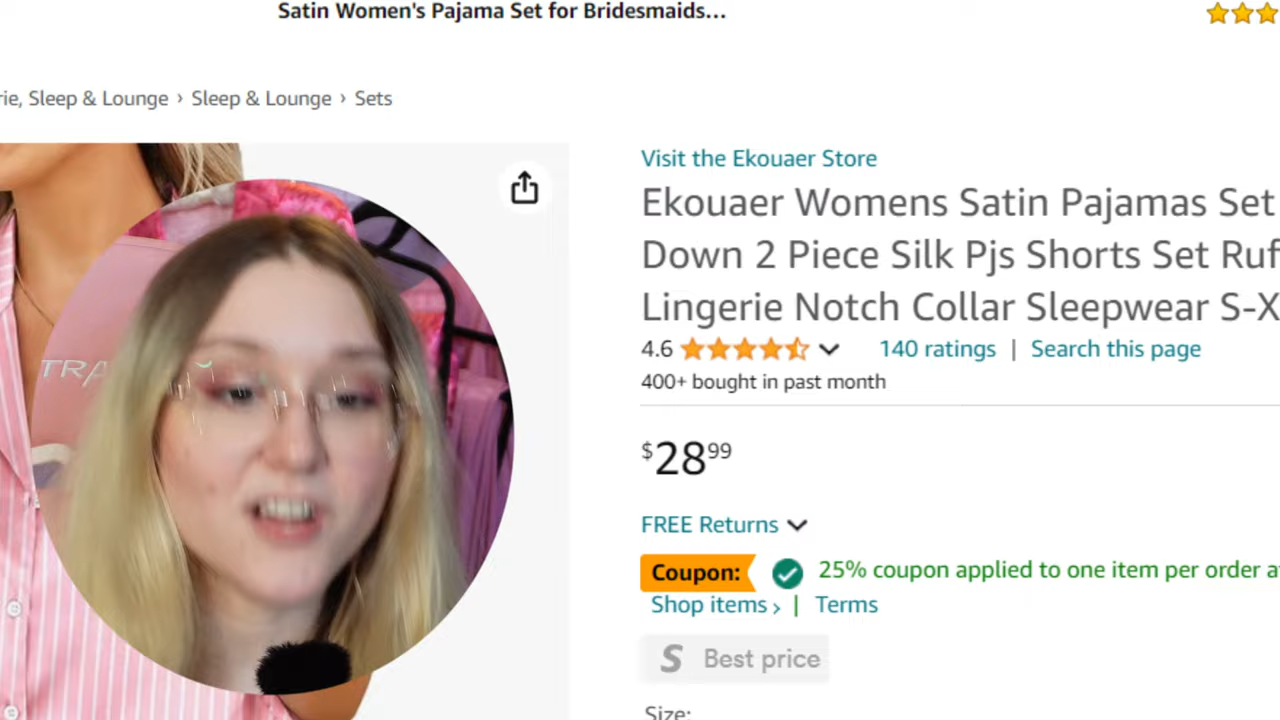 Satin Women's Pajama Set for Bridesmaids...
rie, Sleep & Lounge › Sleep & Lounge › Sets
Visit the Ekouaer Store
Ekouaer Womens Satin Pajamas Set
Down 2 Piece Silk Pjs Shorts Set Ruf
Lingerie Notch Collar Sleepwear S-X
4.6 140 ratings | Search this page
400+ bought in past month
$28.99
FREE Returns
Coupon: 25% coupon applied to one item per order a
Shop items › | Terms
S Best price
Size:
TRA